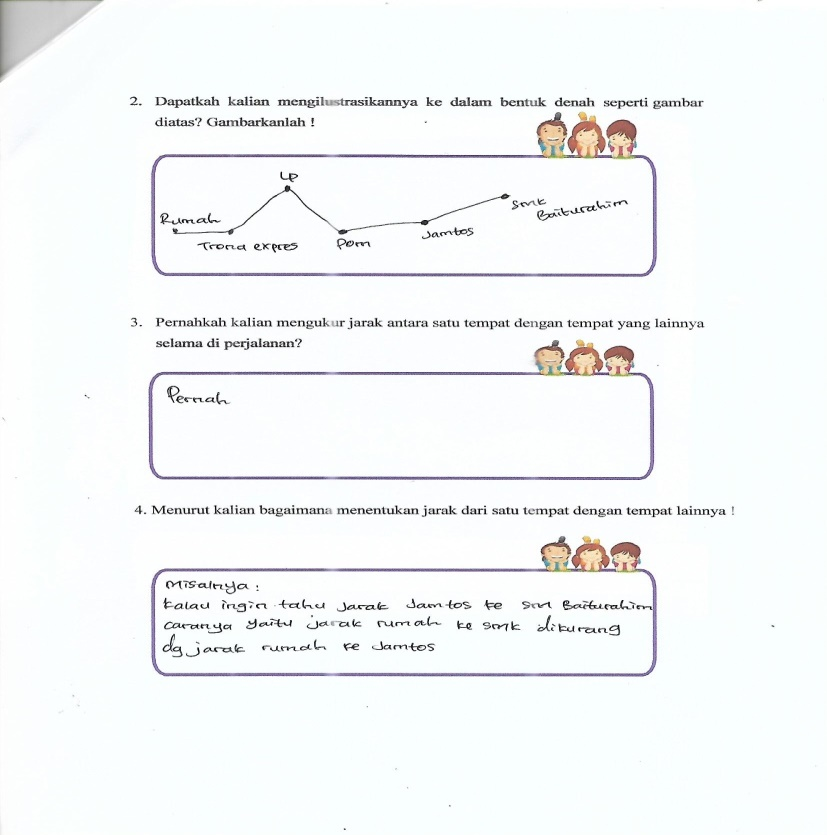 2. Dapatkah kalian mengilustrasikannya ke dalam bentuk denah seperti gambar
diatas? Gambarkanlah !
LP
Rumah
Trona expres
Pom
Jamtos
SMK
Baiturahim
3. Pernahkah kalian mengukur jarak antara satu tempat dengan tempat yang lainnya
selama di perjalanan?
Pernah
4. Menurut kalian bagaimana menentukan jarak dari satu tempat dengan tempat lainnya !
Misalnya :
kalau ingin tahu jarak Jamtos ke Baiturahim
caranya yaitu jarak rumah ke smk dikurang
dg jarak rumah ke Jamtos